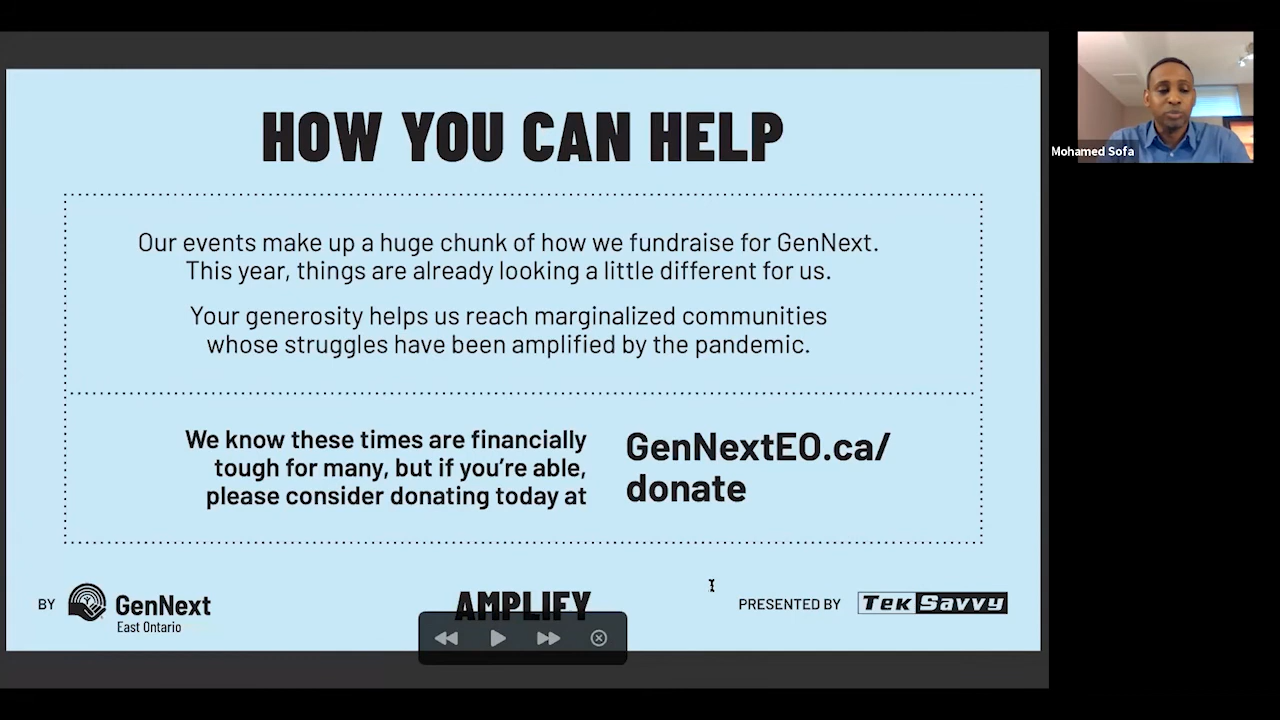 HOW YOU CAN HELP
Our events make up a huge chunk of how we fundraise for GenNext.
This year, things are already looking a little different for us.
Your generosity helps us reach marginalized communities
whose struggles have been amplified by the pandemic.
We know these times are financially
tough for many, but if you're able,
please consider donating today at
GenNextEO.ca/
donate
BY
GenNext
East Ontario
AMPLIFY
PRESENTED BY
TekSavvy
Mohamed Sofa